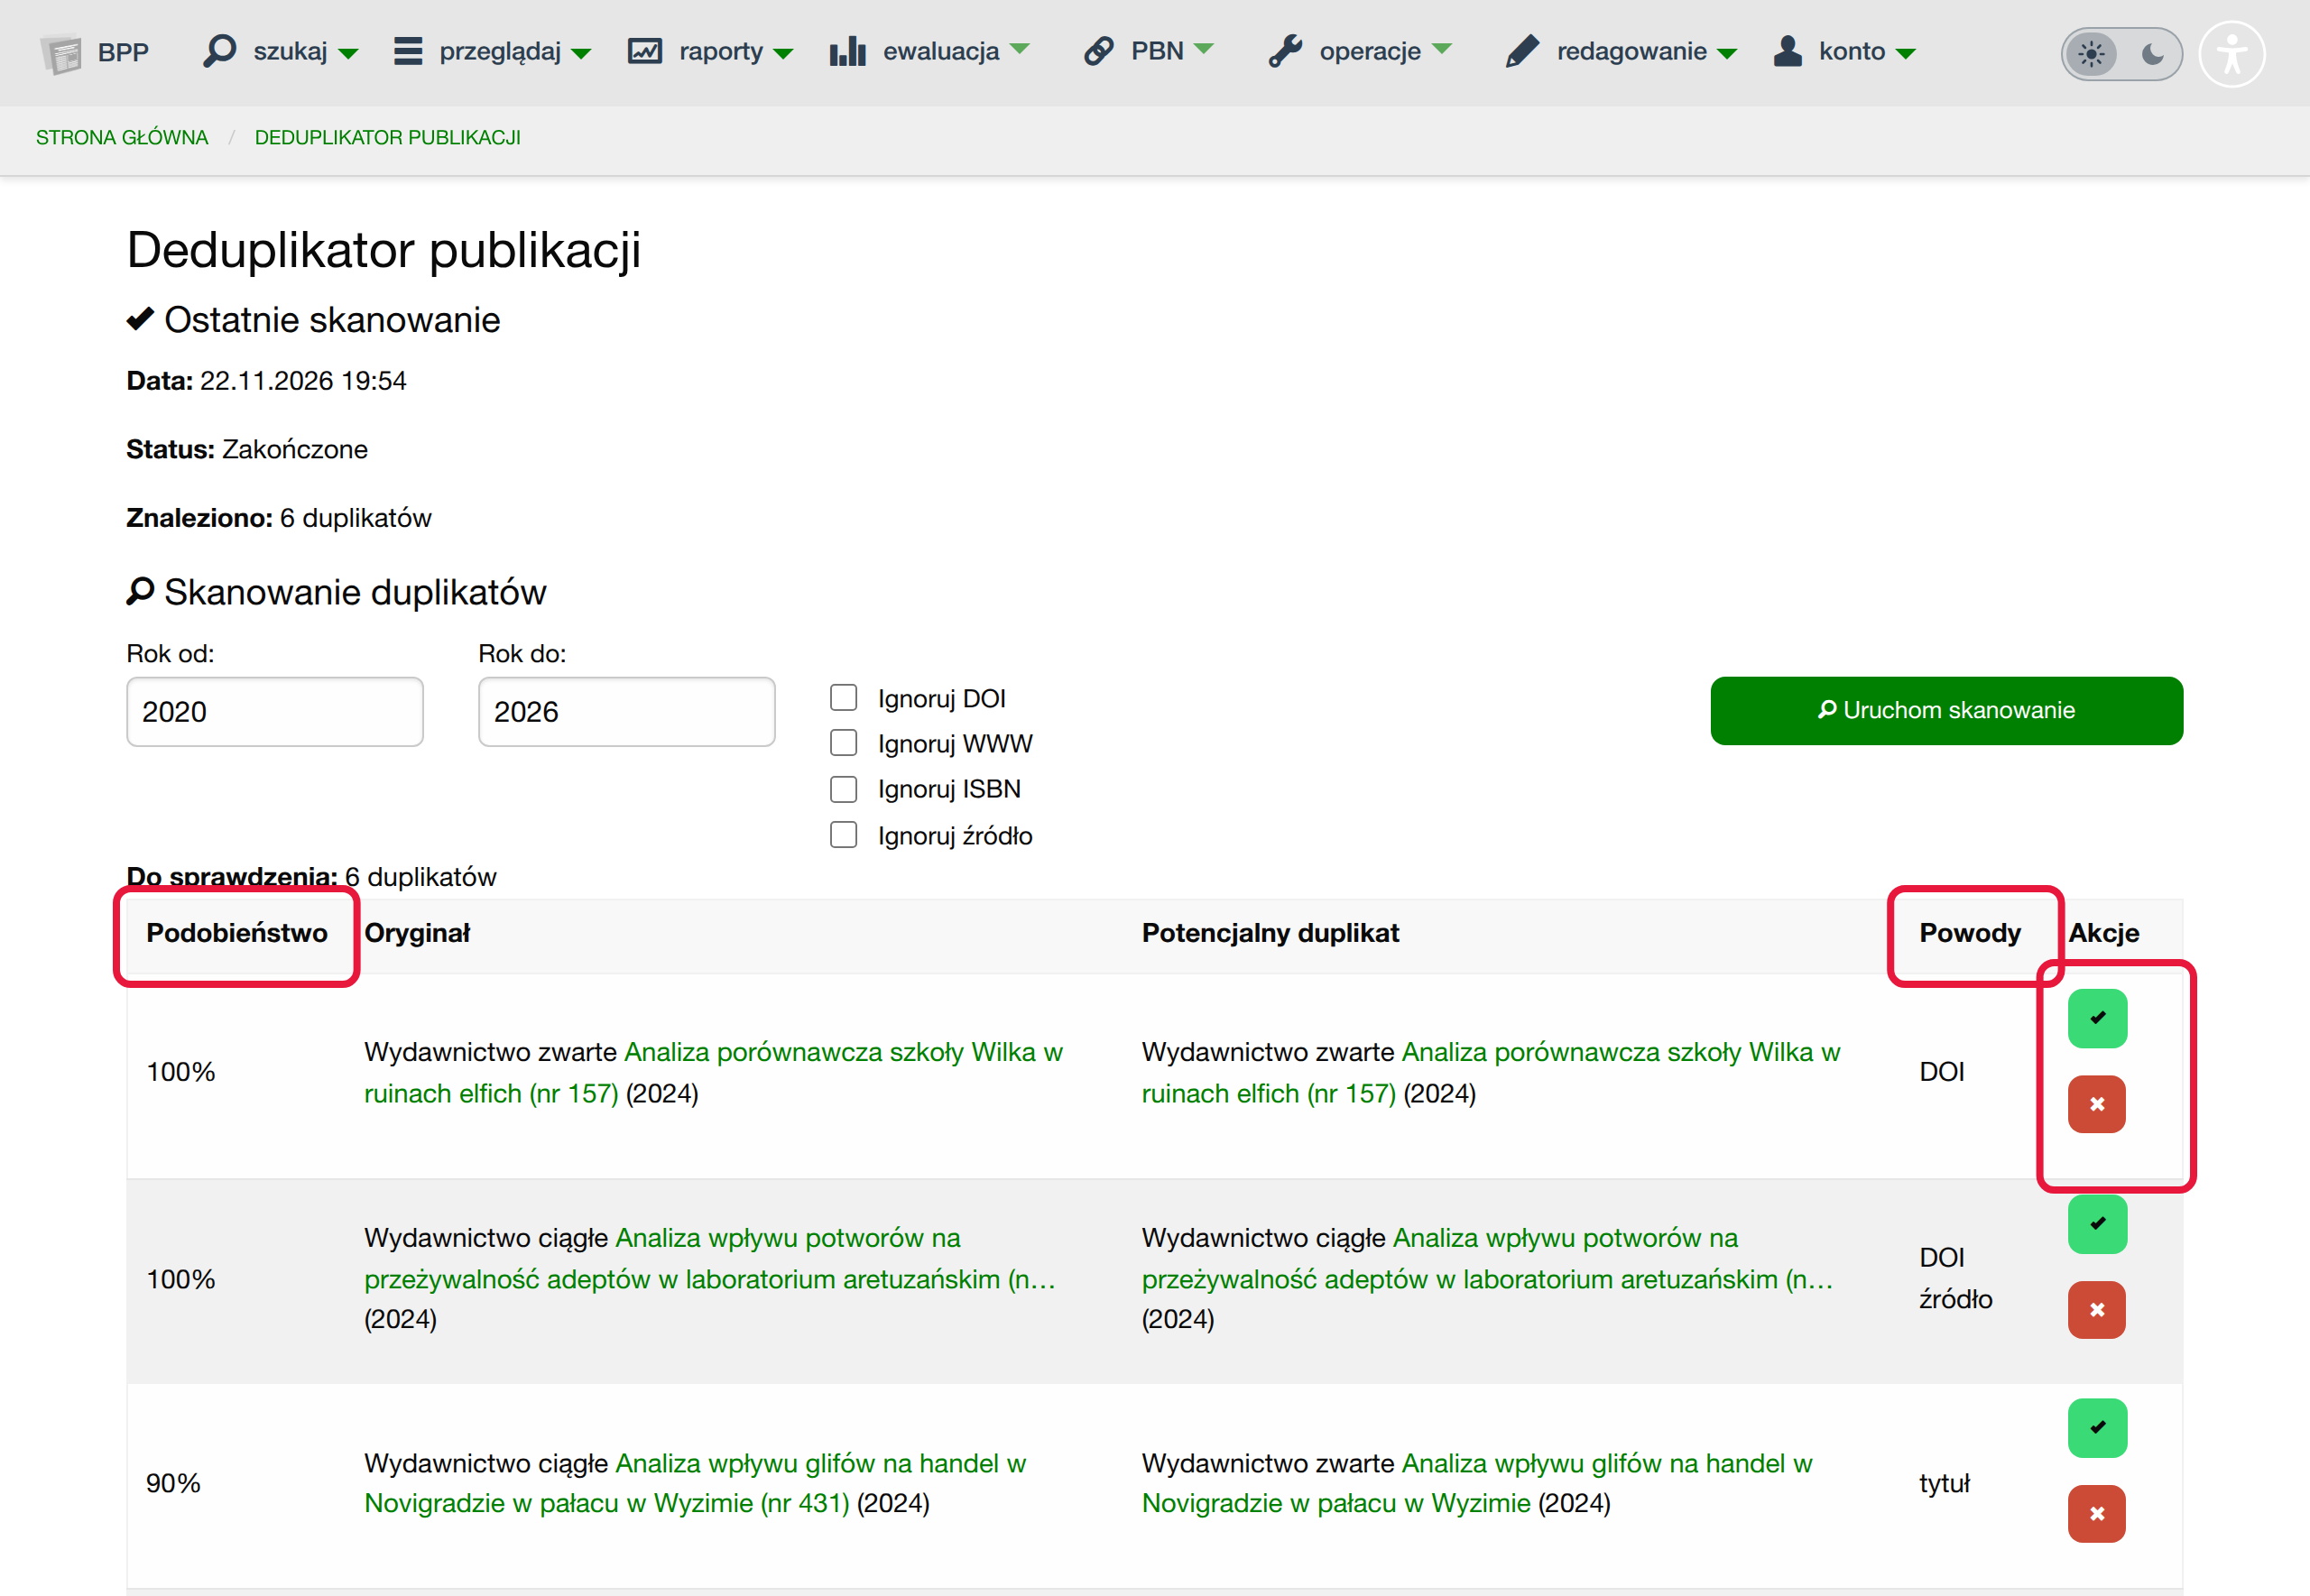 BPP szukaj przeglądaj raporty ewaluacja PBN operacje redagowanie konto
STRONA GŁÓWNA / DEDUPLIKATOR PUBLIKACJI
Deduplikator publikacji
Ostatnie skanowanie
Data: 22.11.2026 19:54
Status: Zakończone
Znaleziono: 6 duplikatów
Skanowanie duplikatów
Rok od: Rok do:
2020 2026
Ignoruj DOI
Ignoruj WWW
Ignoruj ISBN
Ignoruj źródło
Uruchom skanowanie
Do sprawdzenia: 6 duplikatów
Podobieństwo Oryginał Potencjalny duplikat Powody Akcje
100%
Wydawnictwo zwarte Analiza porównawcza szkoły Wilka w
ruinach elfich (nr 157) (2024)
Wydawnictwo zwarte Analiza porównawcza szkoły Wilka w
ruinach elfich (nr 157) (2024)
DOI
100%
Wydawnictwo ciągłe Analiza wpływu potworów na
przeżywalność adeptów w laboratorium aretuzańskim (n…
(2024)
Wydawnictwo ciągłe Analiza wpływu potworów na
przeżywalność adeptów w laboratorium aretuzańskim (n…
(2024)
DOI
źródło
90%
Wydawnictwo ciągłe Analiza wpływu glifów na handel w
Novigradzie w pałacu w Wyzimie (nr 431) (2024)
Wydawnictwo zwarte Analiza wpływu glifów na handel w
Novigradzie w pałacu w Wyzimie (2024)
tytuł